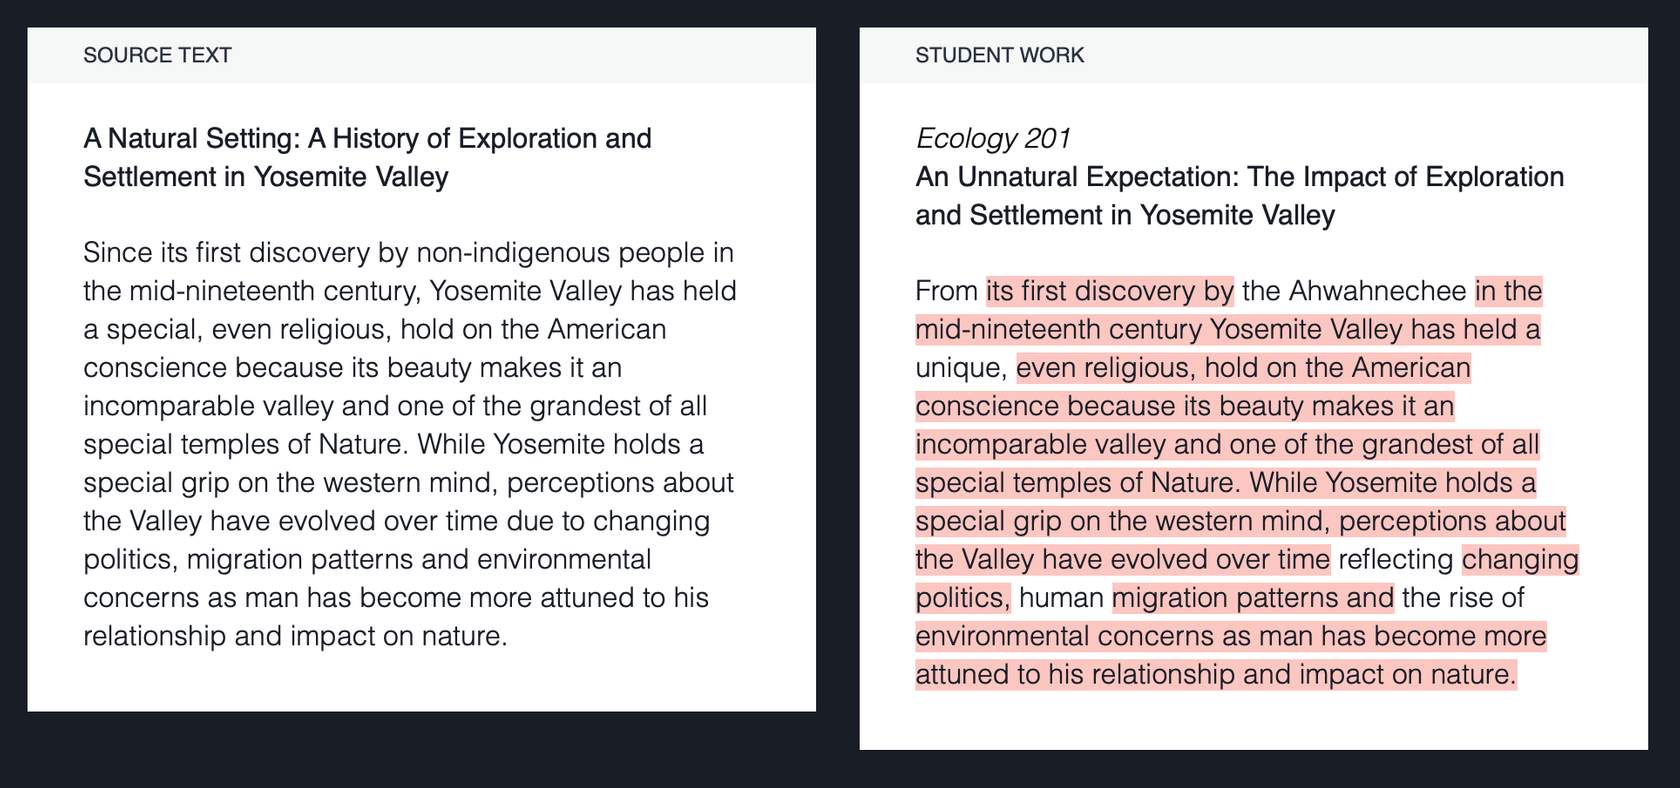 SOURCE TEXT
A Natural Setting: A History of Exploration and
Settlement in Yosemite Valley
Since its first discovery by non-indigenous people in
the mid-nineteenth century, Yosemite Valley has held
a special, even religious, hold on the American
conscience because its beauty makes it an
incomparable valley and one of the grandest of all
special temples of Nature. While Yosemite holds a
special grip on the western mind, perceptions about
the Valley have evolved over time due to changing
politics, migration patterns and environmental
concerns as man has become more attuned to his
relationship and impact on nature.
STUDENT WORK
Ecology 201
An Unnatural Expectation: The Impact of Exploration
and Settlement in Yosemite Valley
From its first discovery by the Ahwahnechee in the
mid-nineteenth century Yosemite Valley has held a
unique, even religious, hold on the American
conscience because its beauty makes it an
incomparable valley and one of the grandest of all
special temples of Nature. While Yosemite holds a
special grip on the western mind, perceptions about
the Valley have evolved over time reflecting changing
politics, human migration patterns and the rise of
environmental concerns as man has become more
attuned to his relationship and impact on nature.